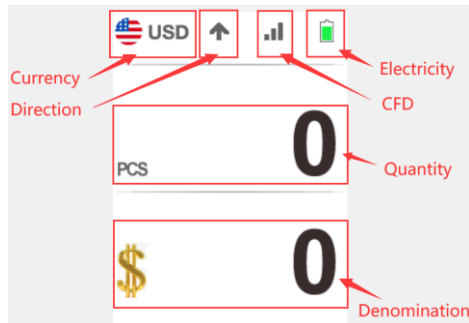 USD
Electricity
Currency
CFD
Direction
0
PCS
Quantity
$ 0
Denomination